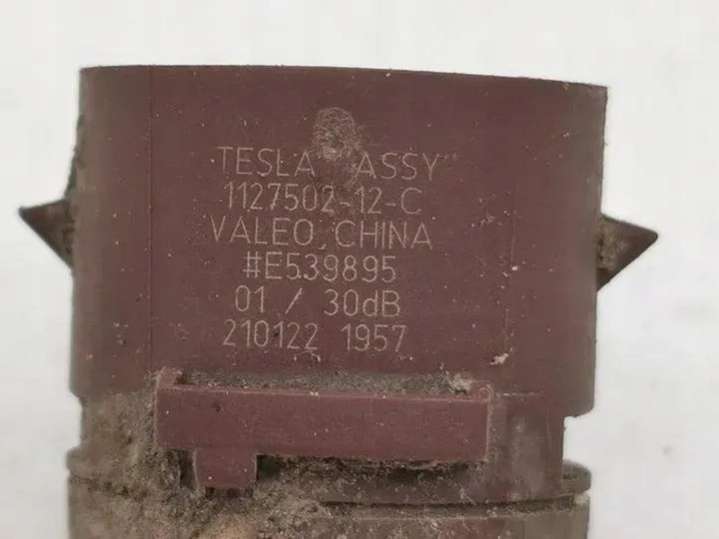 TESLA ASSY
1127502-12-C
VALEO, CHINA
#E539895
01 / 30dB
210122 1957